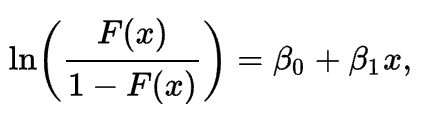 ln(F(x) / (1 − F(x))) = β₀ + β₁x,